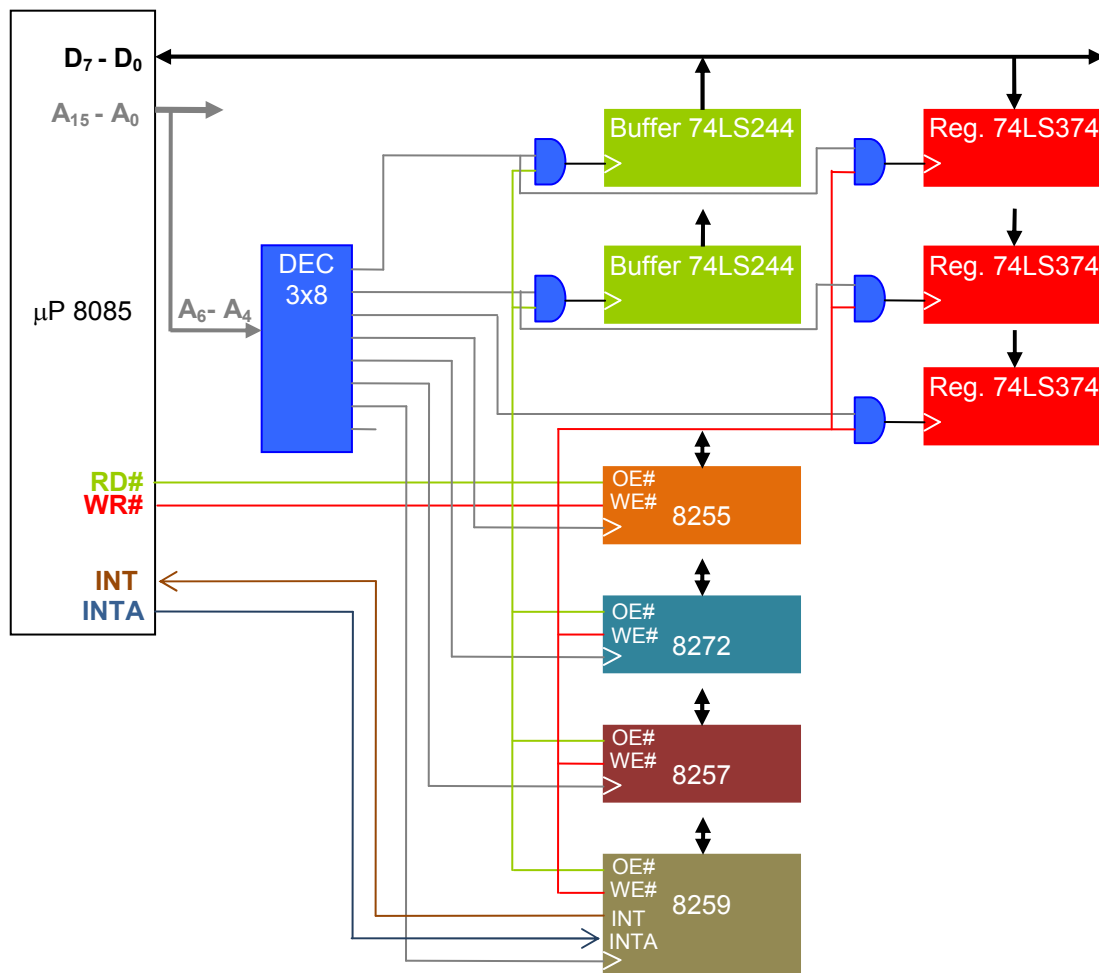 D₇ - D₀
A₁₅ - A₀
Buffer 74LS244
Reg. 74LS374
DEC
3x8
Buffer 74LS244
Reg. 74LS374
μP 8085
A₆- A₄
Reg. 74LS374
RD#
WR#
OE#
WE#
8255
INT
INTA
OE#
WE#
8272
OE#
WE#
8257
OE#
WE#
8259
INT
INTA